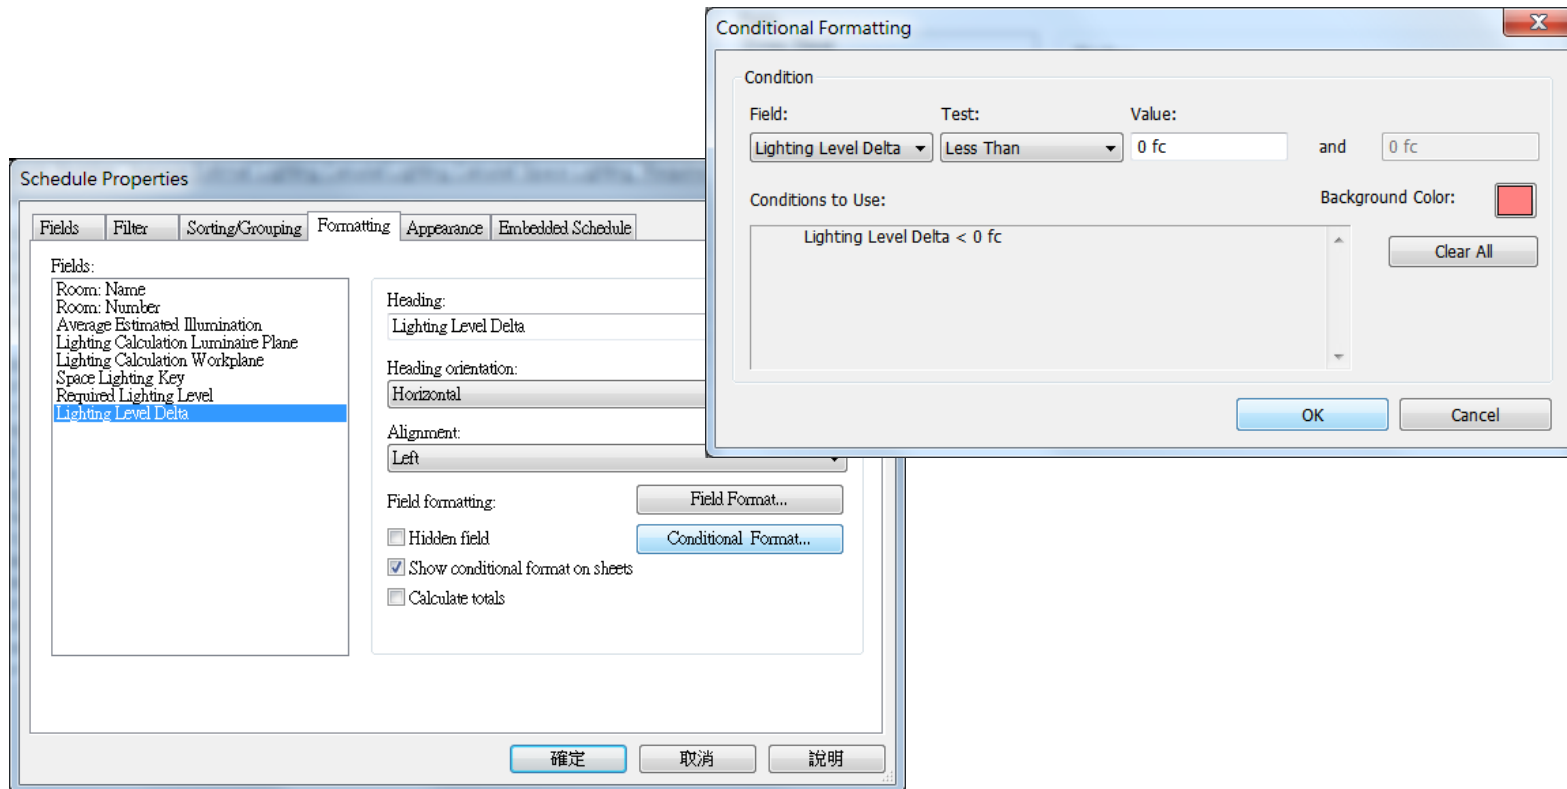 Conditional Formatting
Condition
Field:
Test:
Value:
Lighting Level Delta
Less Than
0 fc
and
0 fc
Conditions to Use:
Background Color:
Lighting Level Delta < 0 fc
Clear All
OK
Cancel
Schedule Properties
Fields
Filter
Sorting/Grouping
Formatting
Appearance
Embedded Schedule
Fields:
Room: Name
Room: Number
Average Estimated Illumination
Lighting Calculation Luminaire Plane
Lighting Calculation Workplane
Space Lighting Key
Required Lighting Level
Lighting Level Delta
Heading:
Lighting Level Delta
Heading orientation:
Horizontal
Alignment:
Left
Field formatting:
Field Format...
Hidden field
Conditional Format...
Show conditional format on sheets
Calculate totals
確定
取消
說明